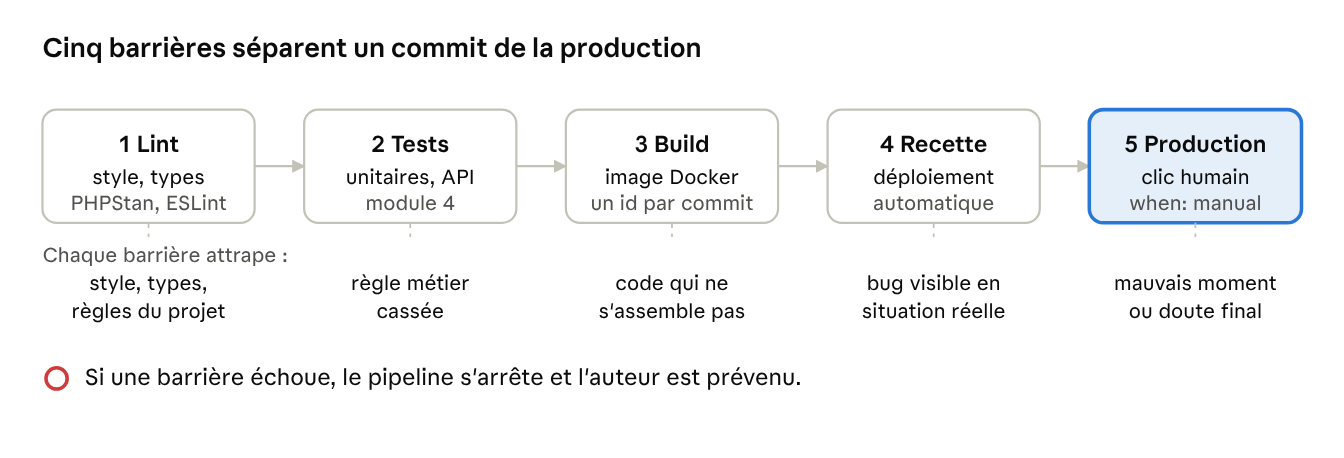 Cinq barrières séparent un commit de la production
1 Lint
style, types
PHPStan, ESLint
2 Tests
unitaires, API
module 4
3 Build
image Docker
un id par commit
4 Recette
déploiement
automatique
5 Production
clic humain
when: manual
Chaque barrière attrape :
style, types,
règles du projet
règle métier
cassée
code qui ne
s'assemble pas
bug visible en
situation réelle
mauvais moment
ou doute final
Si une barrière échoue, le pipeline s'arrête et l'auteur est prévenu.